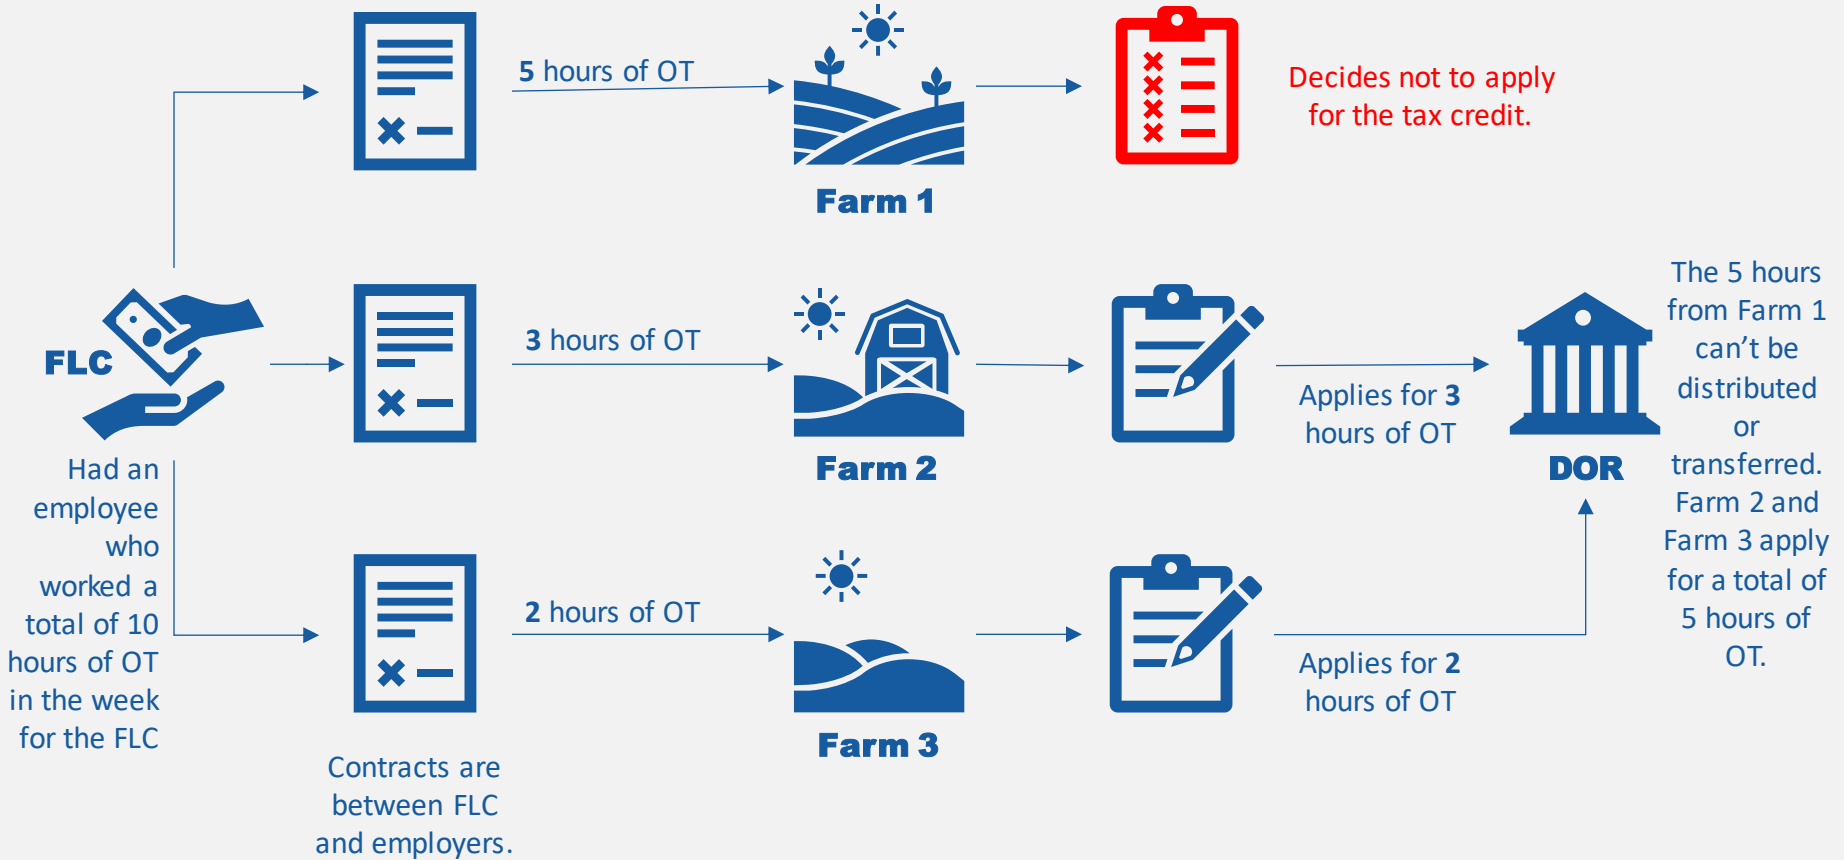 5 hours of OT
Farm 1
Decides not to apply
for the tax credit.
FLC
Had an
employee
who
worked a
total of 10
hours of OT
in the week
for the FLC
3 hours of OT
Farm 2
Applies for 3
hours of OT
DOR
The 5 hours
from Farm 1
can’t be
distributed
or
transferred.
Farm 2 and
Farm 3 apply
for a total of
5 hours of
OT.
2 hours of OT
Farm 3
Applies for 2
hours of OT
Contracts are
between FLC
and employers.